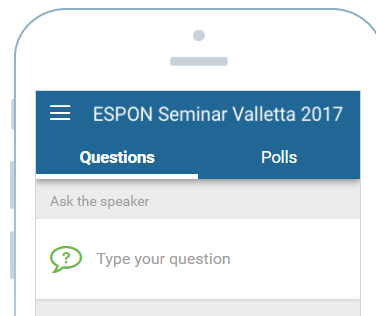 ESPON Seminar Valletta 2017
Questions Polls
Ask the speaker
? Type your question